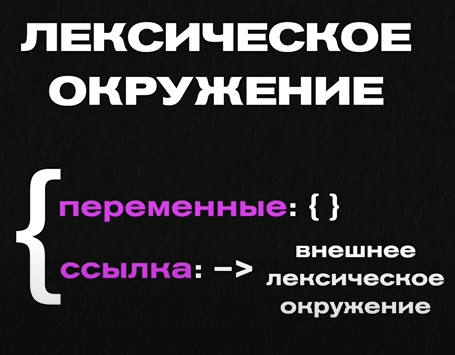 ЛЕКСИЧЕСКОЕ
ОКРУЖЕНИЕ
{
переменные: { }
ссылка: —> внешнее
лексическое
окружение